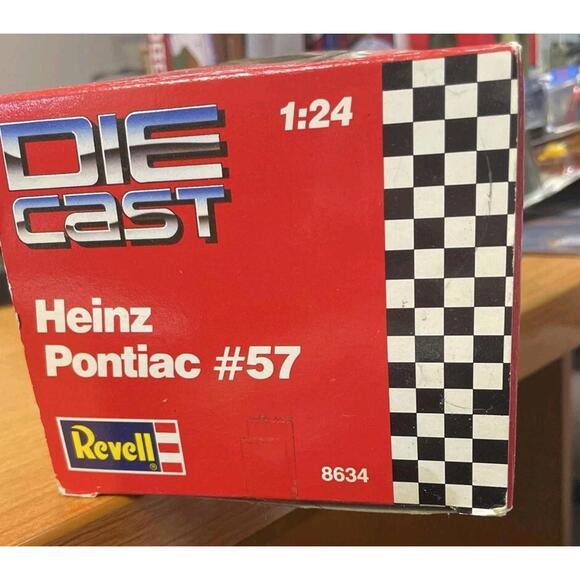 DIE
1:24
CAST
Heinz
Pontiac #57
Revell
8634